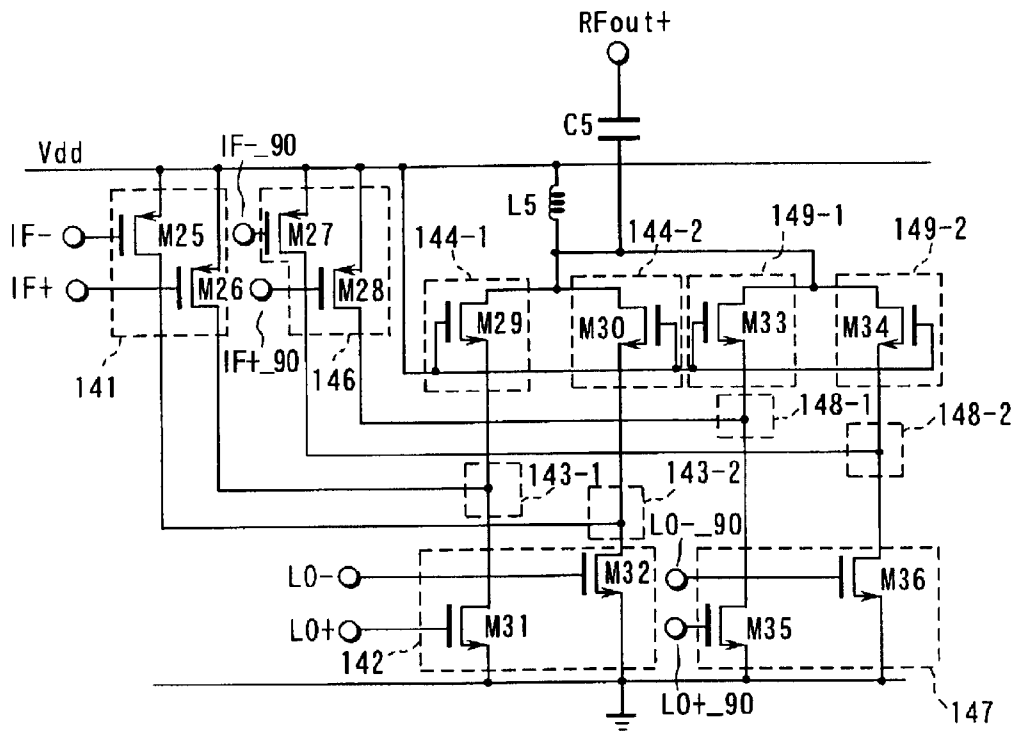 RFout+
C5
Vdd
IF-_90
L5
144-1
144-2
149-1
149-2
IF-
M25
M27
IF+
M26
M28
M29
M30
M33
M34
141
IF+_90
146
148-1
148-2
143-1
143-2
LO-_90
LO-
M32
M36
LO+
M31
M35
142
LO+_90
147